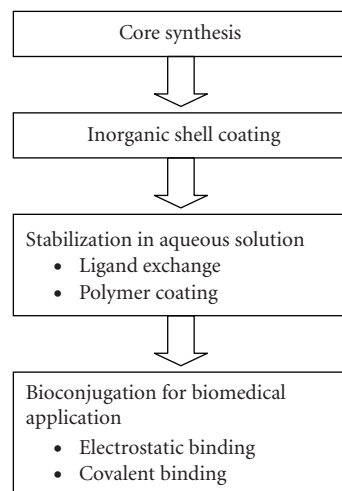 Core synthesis
Inorganic shell coating
Stabilization in aqueous solution
• Ligand exchange
• Polymer coating
Bioconjugation for biomedical
application
• Electrostatic binding
• Covalent binding